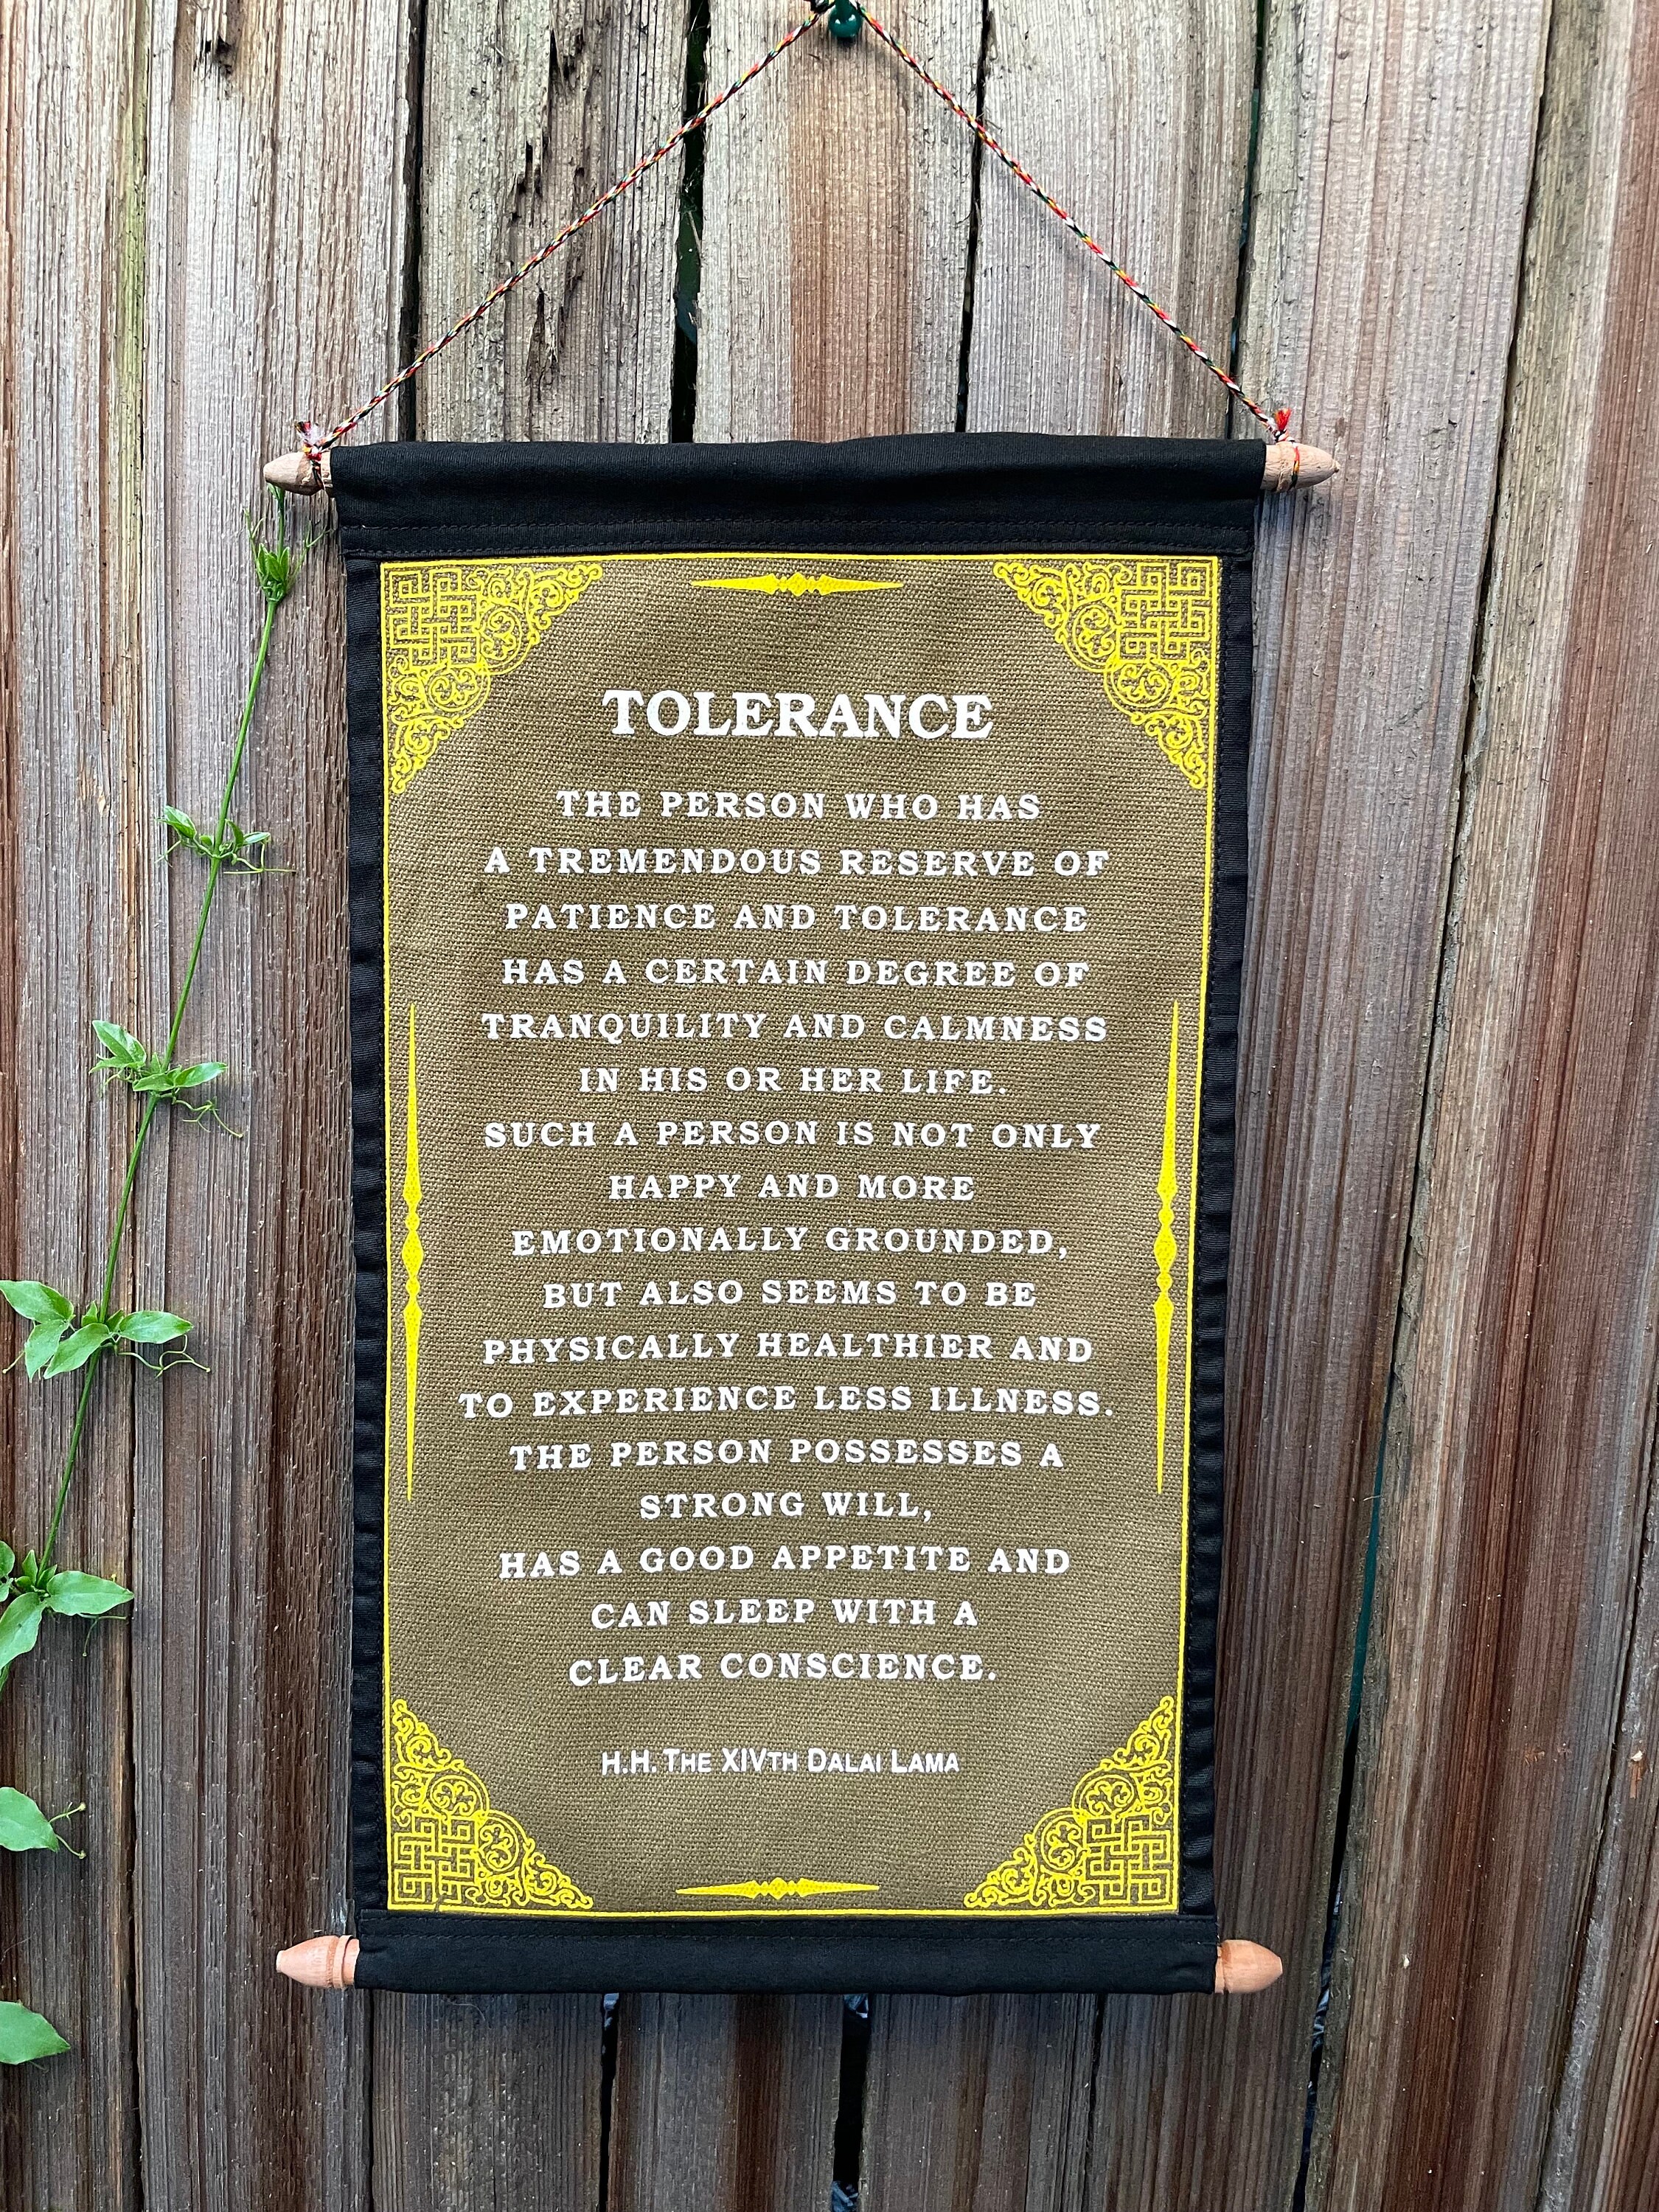 TOLERANCE
THE PERSON WHO HAS
A TREMENDOUS RESERVE OF
PATIENCE AND TOLERANCE
HAS A CERTAIN DEGREE OF
TRANQUILITY AND CALMNESS
IN HIS OR HER LIFE.
SUCH A PERSON IS NOT ONLY
HAPPY AND MORE
EMOTIONALLY GROUNDED,
BUT ALSO SEEMS TO BE
PHYSICALLY HEALTHIER AND
TO EXPERIENCE LESS ILLNESS.
THE PERSON POSSESSES A
STRONG WILL,
HAS A GOOD APPETITE AND
CAN SLEEP WITH A
CLEAR CONSCIENCE.
H.H. THE XIVTH DALAI LAMA